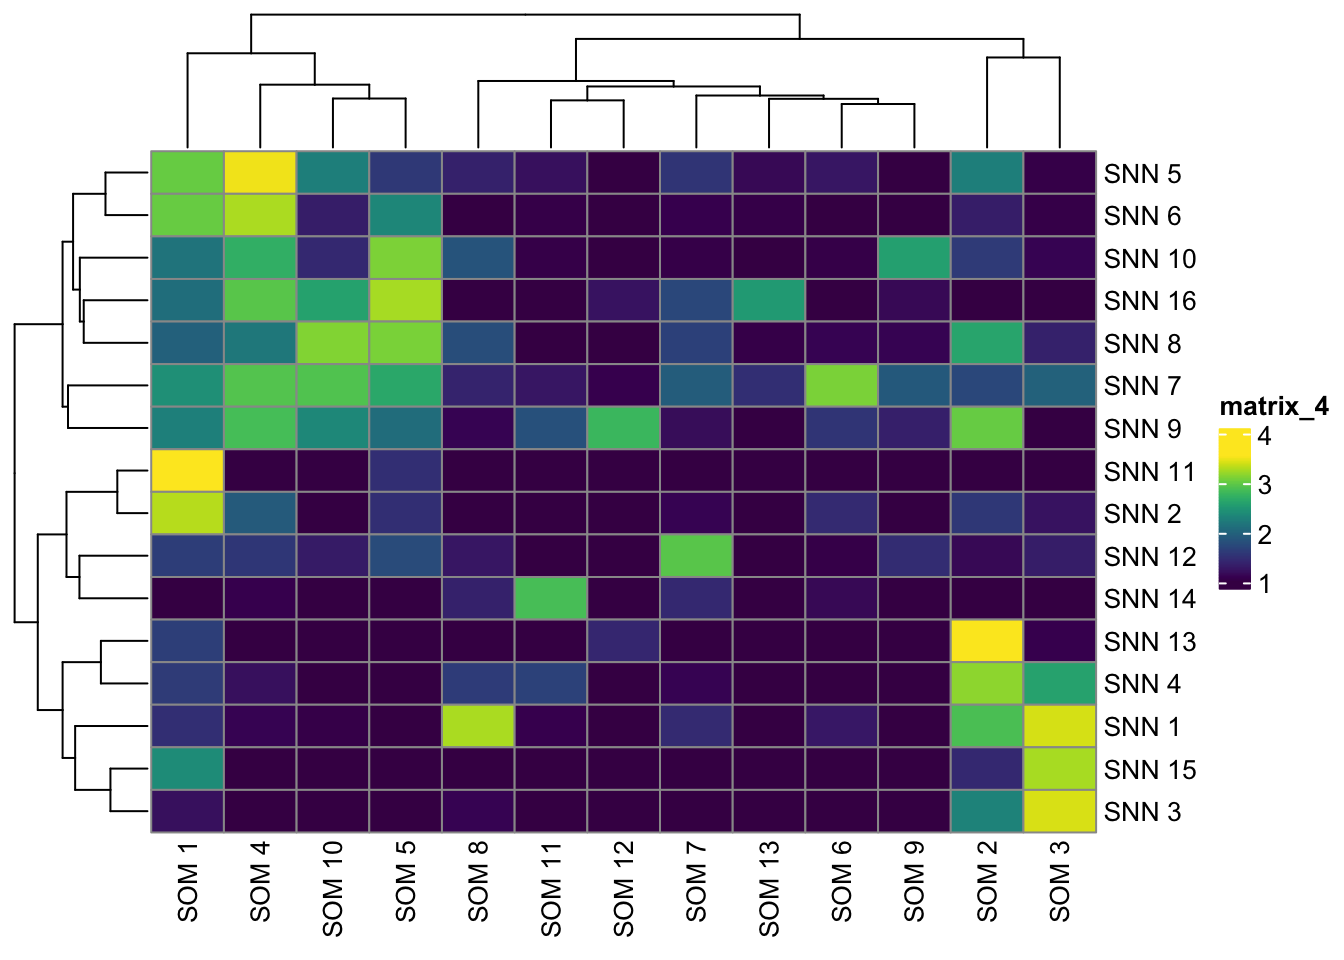 SNN 5
SNN 6
SNN 10
SNN 16
SNN 8
SNN 7
SNN 9
SNN 11
SNN 2
SNN 12
SNN 14
SNN 13
SNN 4
SNN 1
SNN 15
SNN 3
matrix_4
4
3
2
1
SOM 1
SOM 4
SOM 10
SOM 5
SOM 8
SOM 11
SOM 12
SOM 7
SOM 13
SOM 6
SOM 9
SOM 2
SOM 3